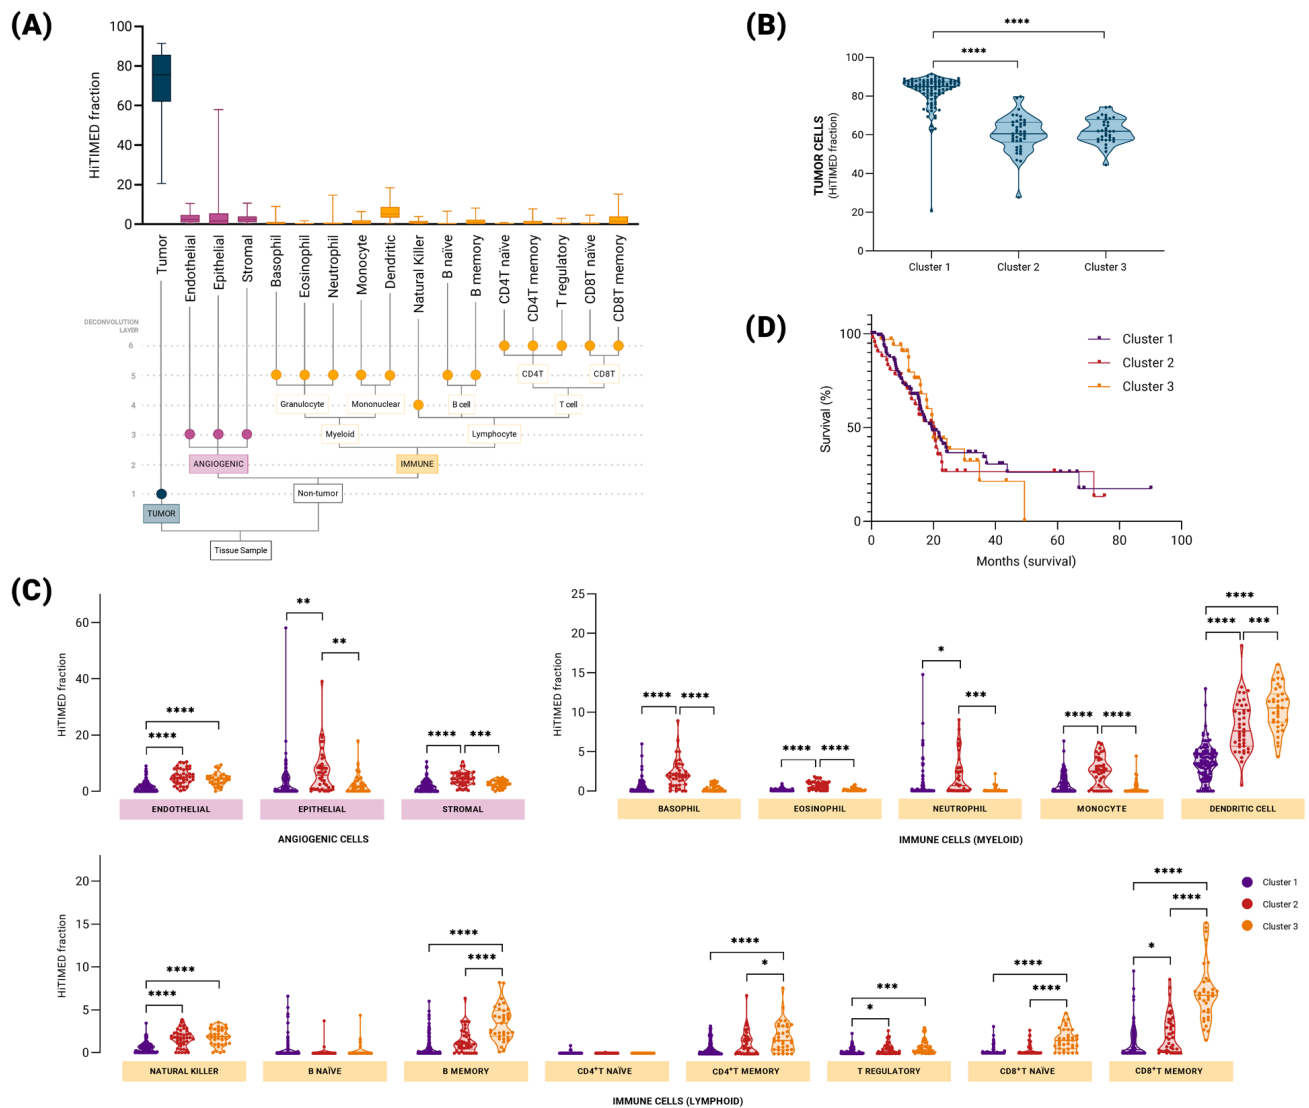 (A)
HiTIMED fraction
100
80
60
40
20
0
Tumor
Endothelial
Epithelial
Stromal
Basophil
Eosinophil
Neutrophil
Monocyte
Dendritic
Natural Killer
B naïve
B memory
CD4T naïve
CD4T memory
T regulatory
CD8T naïve
CD8T memory
DECONVOLUTION
LAYER
6
5
4
3
2
1
CD4T
CD8T
Granulocyte
Mononuclear
B cell
T cell
Myeloid
Lymphocyte
ANGIOGENIC
IMMUNE
Non-tumor
TUMOR
Tissue Sample
(B)
****
****
TUMOR CELLS
(HiTIMED fraction)
100
80
60
40
20
0
Cluster 1
Cluster 2
Cluster 3
(D)
Survival (%)
100
50
0
Cluster 1
Cluster 2
Cluster 3
0
20
40
60
80
100
Months (survival)
(C)
HiTIMED fraction
60
40
20
0
****
****
**
**
****
***
ENDOTHELIAL
EPITHELIAL
STROMAL
ANGIOGENIC CELLS
HiTIMED fraction
25
20
15
10
5
0
****
****
****
****
*
***
****
****
****
****
***
BASOPHIL
EOSINOPHIL
NEUTROPHIL
MONOCYTE
DENDRITIC CELL
IMMUNE CELLS (MYELOID)
HiTIMED fraction
20
15
10
5
0
****
****
****
****
****
*
***
*
****
****
****
****
*
Cluster 1
Cluster 2
Cluster 3
NATURAL KILLER
B NAÏVE
B MEMORY
CD4⁺T NAÏVE
CD4⁺T MEMORY
T REGULATORY
CD8⁺T NAÏVE
CD8⁺T MEMORY
IMMUNE CELLS (LYMPHOID)